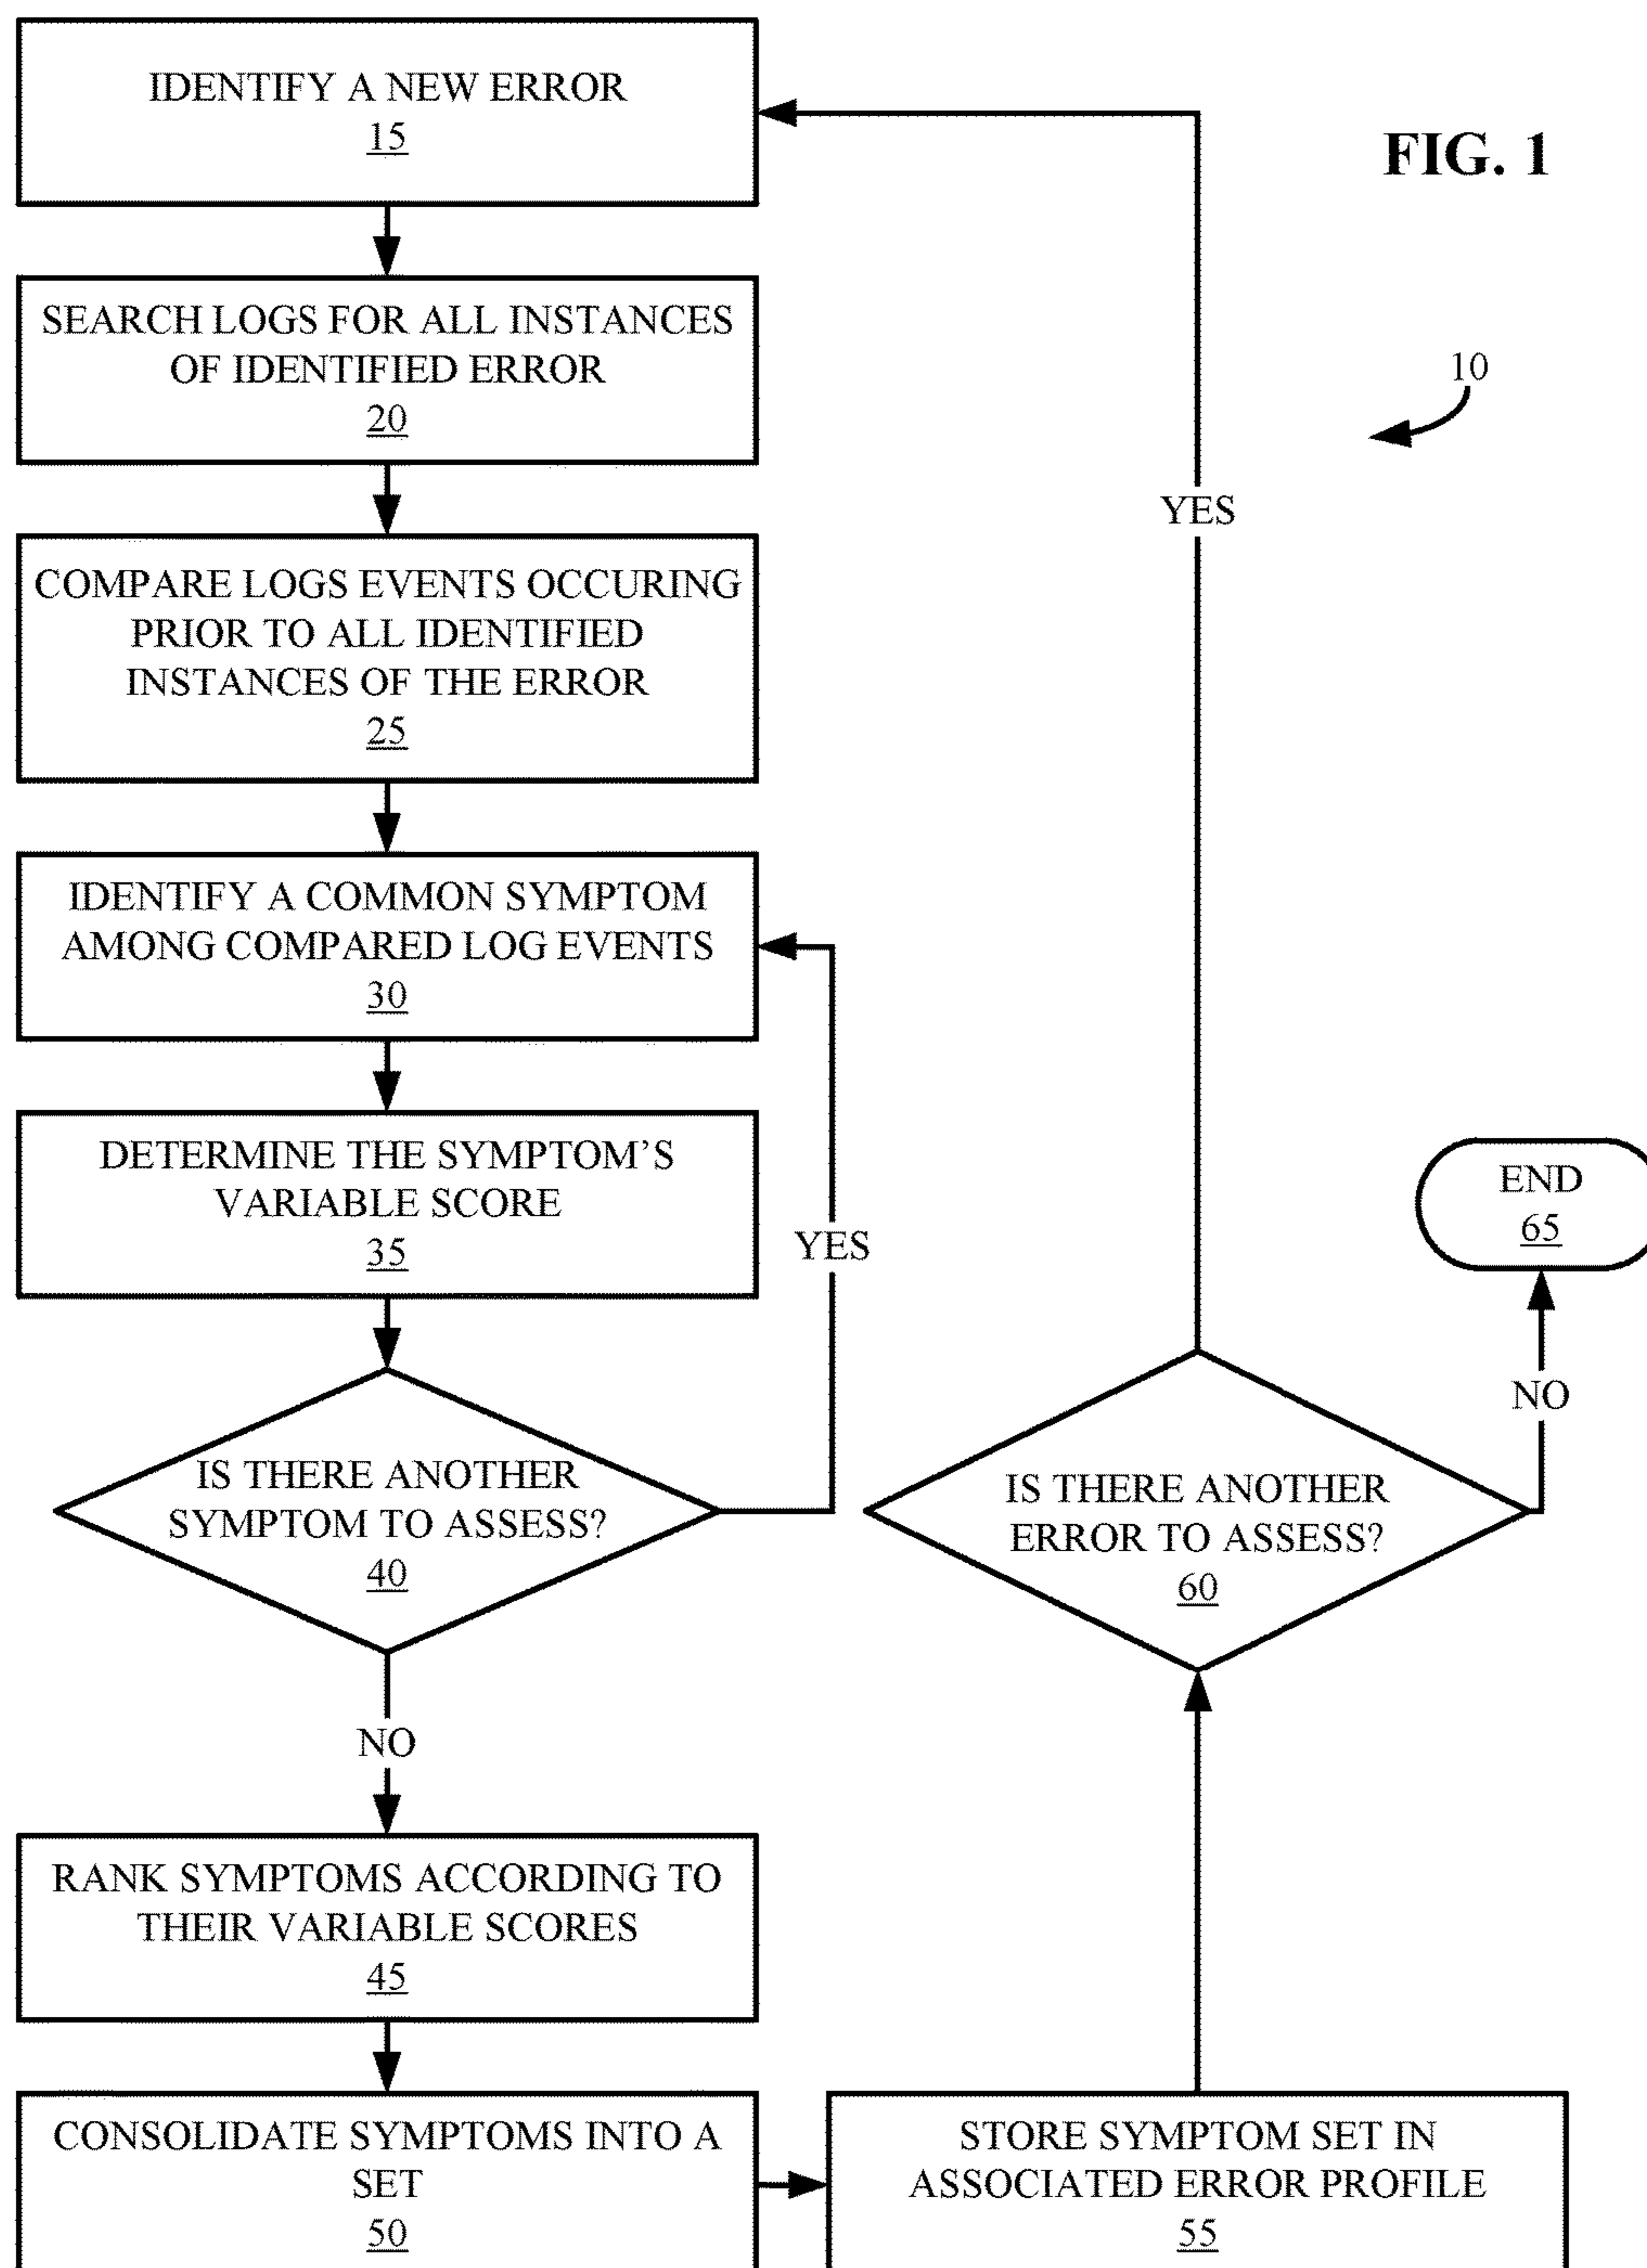 FIG. 1
10
IDENTIFY A NEW ERROR
15
SEARCH LOGS FOR ALL INSTANCES
OF IDENTIFIED ERROR
20
COMPARE LOGS EVENTS OCCURING
PRIOR TO ALL IDENTIFIED
INSTANCES OF THE ERROR
25
IDENTIFY A COMMON SYMPTOM
AMONG COMPARED LOG EVENTS
30
DETERMINE THE SYMPTOM’S
VARIABLE SCORE
35
IS THERE ANOTHER
SYMPTOM TO ASSESS?
40
YES
NO
RANK SYMPTOMS ACCORDING TO
THEIR VARIABLE SCORES
45
CONSOLIDATE SYMPTOMS INTO A
SET
50
STORE SYMPTOM SET IN
ASSOCIATED ERROR PROFILE
55
IS THERE ANOTHER
ERROR TO ASSESS?
60
YES
NO
END
65